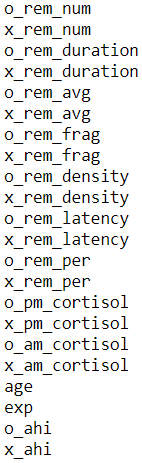 o_rem_num
x_rem_num
o_rem_duration
x_rem_duration
o_rem_avg
x_rem_avg
o_rem_frag
x_rem_frag
o_rem_density
x_rem_density
o_rem_latency
x_rem_latency
o_rem_per
x_rem_per
o_pm_cortisol
x_pm_cortisol
o_am_cortisol
x_am_cortisol
age
exp
o_ahi
x_ahi